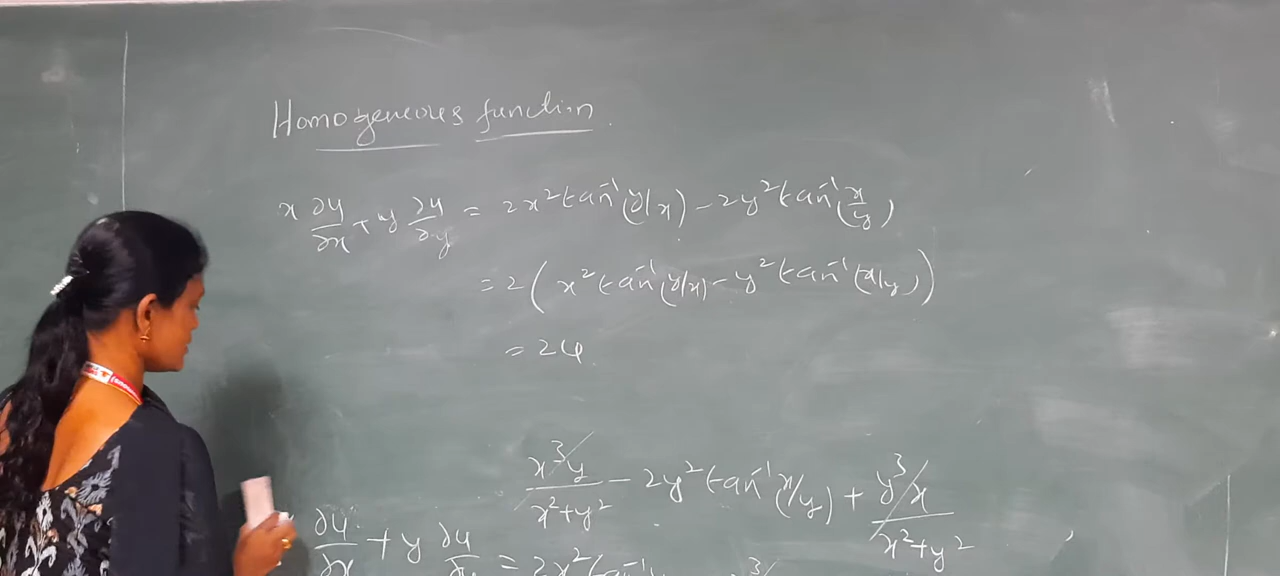 Homogeneous function.
x ∂u/∂x + y ∂u/∂y = 2x² tan⁻¹(y/x) - 2y² tan⁻¹(x/y)
= 2(x² tan⁻¹(y/x) - y² tan⁻¹(x/y))
= 2u.
x³y/(x²+y²) - 2y² tan⁻¹(x/y) + y³x/(x²+y²)
∂u/∂x + y ∂u/ = 2x² tan⁻¹